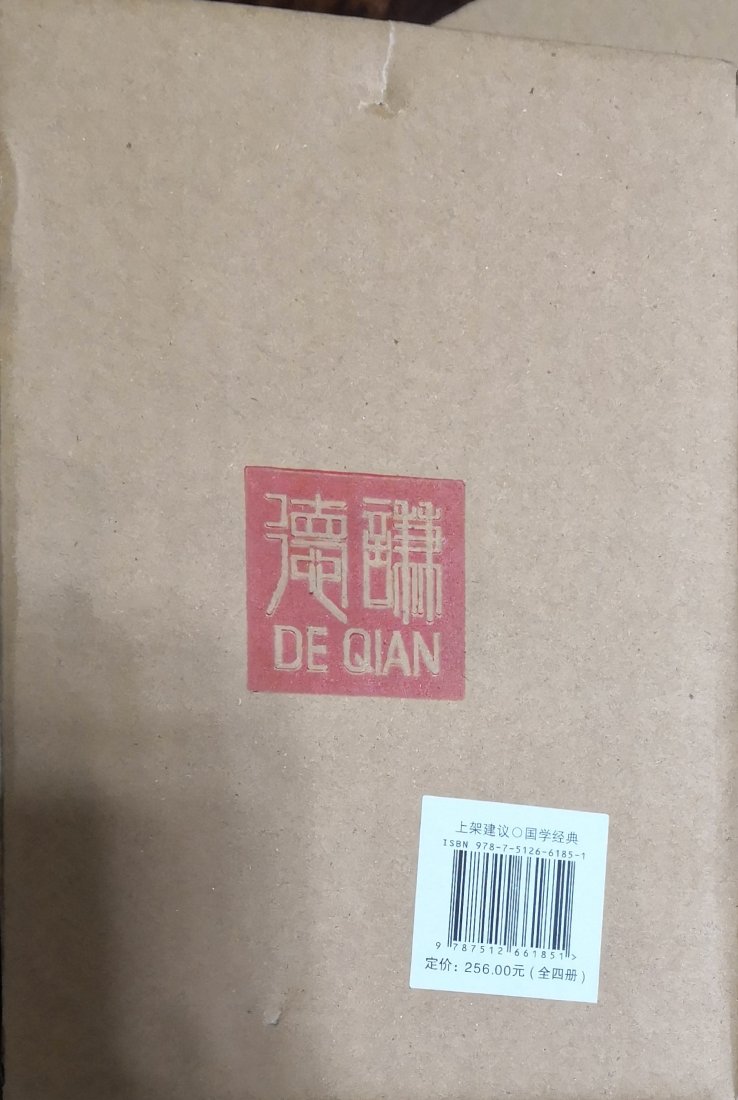 德謙
DE QIAN
上架建议○国学经典
ISBN 978-7-5126-6185-1
9 787512 661851 >
定价：256.00元（全四册）